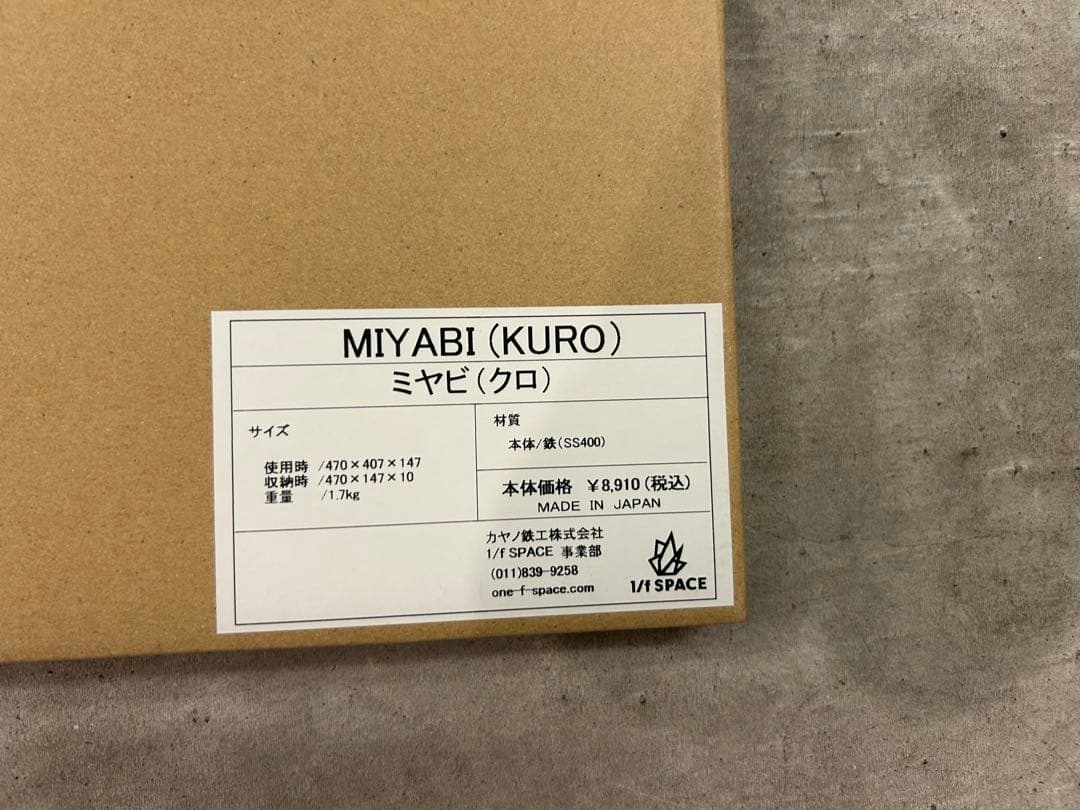 MIYABI(KURO)
ミヤビ(クロ)
サイズ
使用時 /470×407×147
収納時 /470×147×10
重量 /1.7kg
材質
本体/鉄(SS400)
本体価格 ¥8,910(税込)
MADE IN JAPAN
カヤノ鉄工株式会社
1/f SPACE 事業部
(011)839-9258
one-f-space.com
1/f SPACE